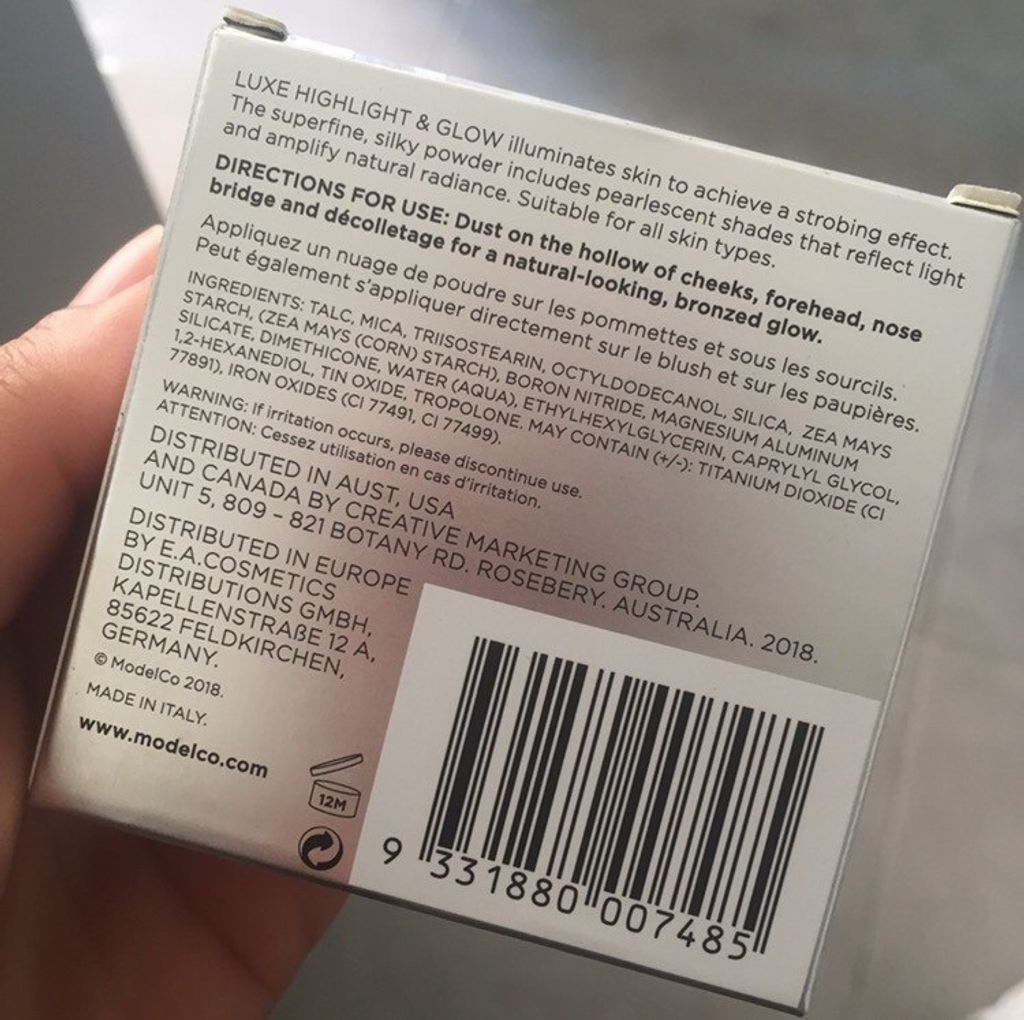 LUXE HIGHLIGHT & GLOW illuminates skin to achieve a strobing effect.
The superfine, silky powder includes pearlescent shades that reflect light
and amplify natural radiance. Suitable for all skin types.
DIRECTIONS FOR USE: Dust on the hollow of cheeks, forehead, nose
bridge and décolletage for a natural-looking, bronzed glow.
Appliquez un nuage de poudre sur les pommettes et sous les sourcils.
Peut également s'appliquer directement sur le blush et sur les paupières.
INGREDIENTS: TALC, MICA, TRIISOSTEARIN, OCTYLDODECANOL, SILICA, ZEA MAYS
STARCH, (ZEA MAYS (CORN) STARCH), BORON NITRIDE, MAGNESIUM ALUMINUM
SILICATE, DIMETHICONE, WATER (AQUA), ETHYLHEXYLGLYCERIN, CAPRYLYL GLYCOL,
1,2-HEXANEDIOL, TIN OXIDE, TROPOLONE. MAY CONTAIN (+/-): TITANIUM DIOXIDE (CI
77891), IRON OXIDES (CI 77491, CI 77499).
WARNING: If irritation occurs, please discontinue use.
ATTENTION: Cessez utilisation en cas d'irritation.
DISTRIBUTED IN AUST, USA
AND CANADA BY CREATIVE MARKETING GROUP.
UNIT 5, 809 - 821 BOTANY RD. ROSEBERY. AUSTRALIA. 2018.
DISTRIBUTED IN EUROPE
BY E.A.COSMETICS
DISTRIBUTIONS GMBH,
KAPELLENSTRAßE 12 A,
85622 FELDKIRCHEN,
GERMANY.
© ModelCo 2018.
MADE IN ITALY.
www.modelco.com
12M
9 331880 007485